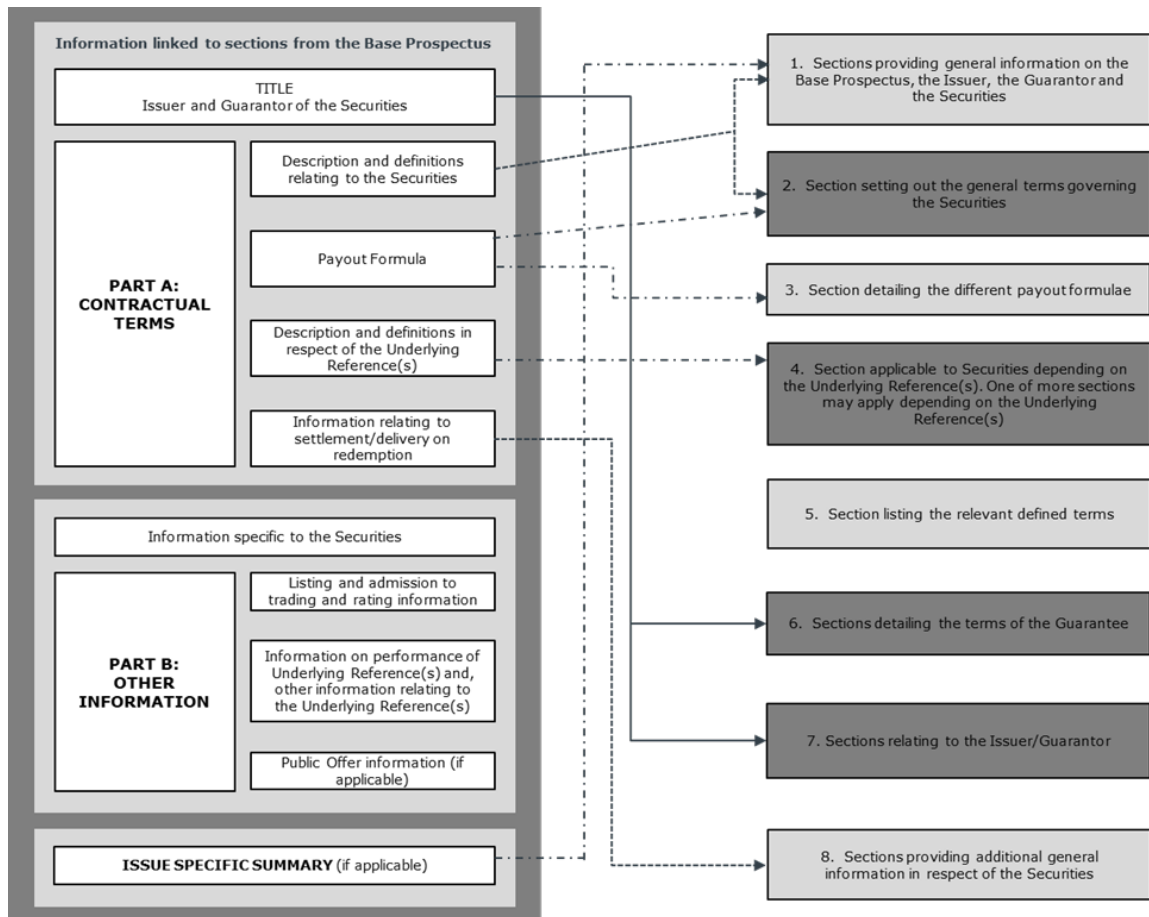 Information linked to sections from the Base Prospectus
TITLE
Issuer and Guarantor of the Securities
PART A:
CONTRACTUAL
TERMS
Description and definitions
relating to the Securities
Payout Formula
Description and definitions in
respect of the Underlying
Reference(s)
Information relating to
settlement/delivery on
redemption
Information specific to the Securities
PART B:
OTHER
INFORMATION
Listing and admission to
trading and rating information
Information on performance of
Underlying Reference(s) and,
other information relating to
the Underlying Reference(s)
Public Offer information (if
applicable)
ISSUE SPECIFIC SUMMARY (if applicable)
1. Sections providing general information on the
Base Prospectus, the Issuer, the Guarantor and
the Securities
2. Section setting out the general terms governing
the Securities
3. Section detailing the different payout formulae
4. Section applicable to Securities depending on
the Underlying Reference(s). One of more sections
may apply depending on the Underlying
Reference(s)
5. Section listing the relevant defined terms
6. Sections detailing the terms of the Guarantee
7. Sections relating to the Issuer/Guarantor
8. Sections providing additional general
information in respect of the Securities